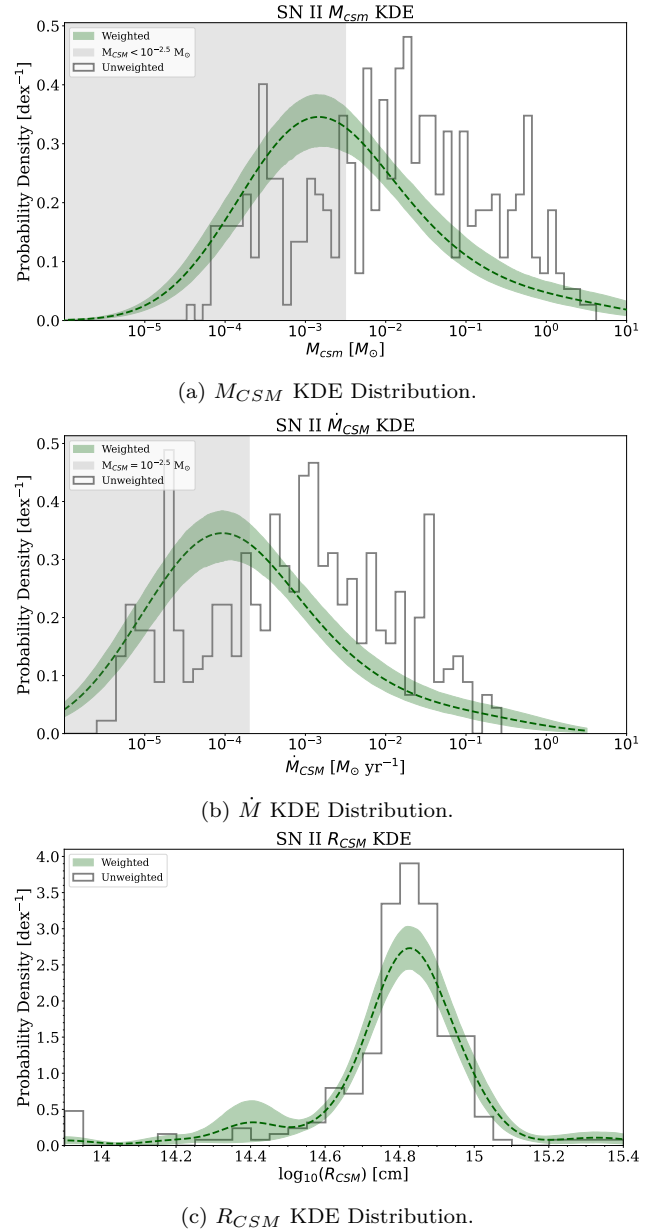 SN II $M_{csm}$ KDE
Weighted
$M_{CSM} < 10^{-2.5}$ $M_\odot$
Unweighted
Probability Density [dex$^{-1}$]
0.5
0.4
0.3
0.2
0.1
0.0
$10^{-5}$ $10^{-4}$ $10^{-3}$ $10^{-2}$ $10^{-1}$ $10^{0}$ $10^{1}$
$M_{csm}$ [$M_\odot$]
(a) $M_{CSM}$ KDE Distribution.
SN II $\dot{M}_{CSM}$ KDE
Weighted
$M_{CSM} = 10^{-2.5}$ $M_\odot$
Unweighted
Probability Density [dex$^{-1}$]
0.5
0.4
0.3
0.2
0.1
0.0
$10^{-5}$ $10^{-4}$ $10^{-3}$ $10^{-2}$ $10^{-1}$ $10^{0}$ $10^{1}$
$\dot{M}_{CSM}$ [$M_\odot$ yr$^{-1}$]
(b) $\dot{M}$ KDE Distribution.
SN II $R_{CSM}$ KDE
Weighted
Unweighted
Probability Density [dex$^{-1}$]
4.0
3.5
3.0
2.5
2.0
1.5
1.0
0.5
0.0
14 14.2 14.4 14.6 14.8 15 15.2 15.4
$\log_{10}(R_{CSM})$ [cm]
(c) $R_{CSM}$ KDE Distribution.